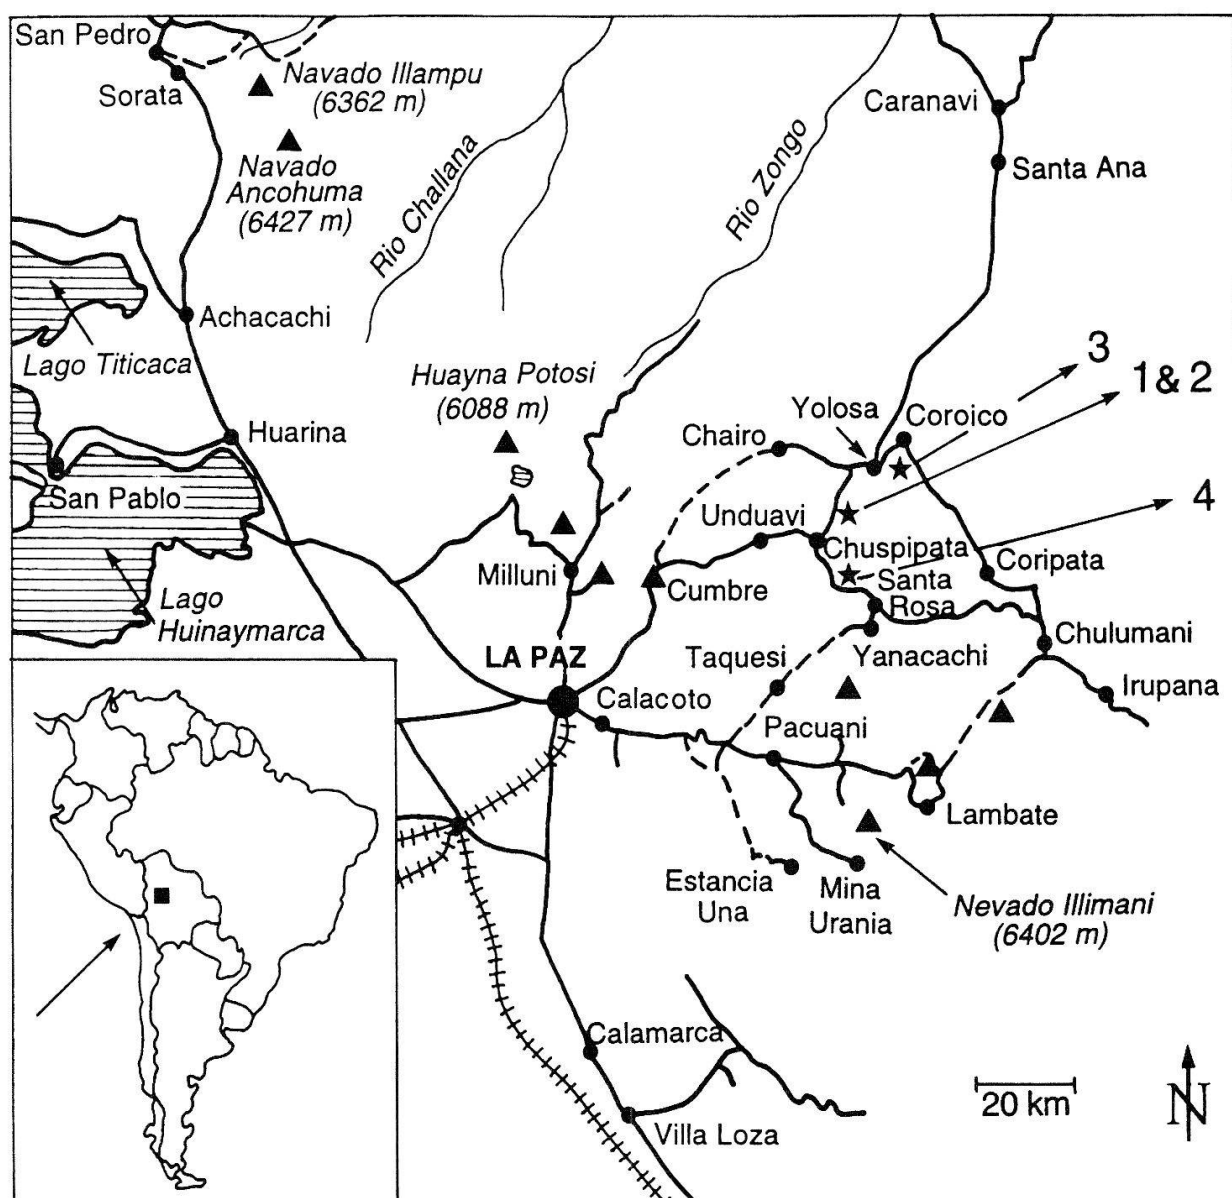 San Pedro
Sorata
Navado Illampu
(6362 m)
Navado
Ancohuma
(6427 m)
Rio Challana
Rio Zongo
Caranavi
Santa Ana
Achacachi
Lago Titicaca
Huayna Potosi
(6088 m)
3
1 & 2
Huarina
Yolosa
Coroico
Chairo
San Pablo
4
Unduavi
Chuspipata
Coripata
Milluni
Cumbre
Santa
Rosa
Lago
Huinaymarca
Chulumani
LA PAZ
Taquesi
Yanacachi
Irupana
Calacoto
Pacuani
Lambate
Estancia
Una
Mina
Urania
Nevado Illimani
(6402 m)
Calamarca
20 km
N
Villa Loza